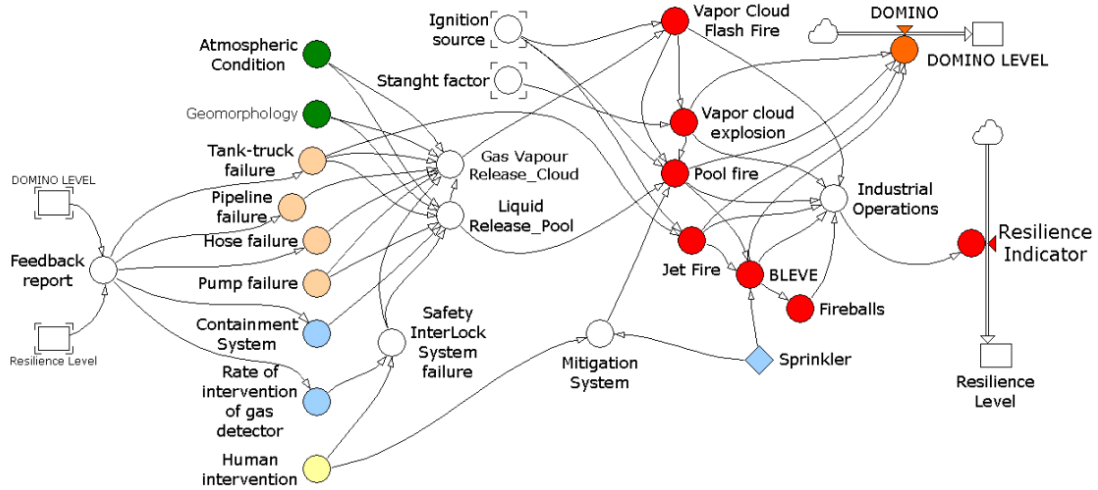 Ignition
source
Vapor Cloud
Flash Fire
DOMINO
DOMINO LEVEL
Atmospheric
Condition
Stanght factor
Geomorphology
Vapor cloud
explosion
Tank-truck
failure
Gas Vapour
Release_Cloud
Pool fire
DOMINO LEVEL
Pipeline
failure
Liquid
Release_Pool
Industrial
Operations
Hose failure
Resilience
Indicator
Feedback
report
Jet Fire
BLEVE
Pump failure
Fireballs
Containment
System
Safety
InterLock
System
failure
Resilience Level
Mitigation
System
Sprinkler
Resilience
Level
Rate of
intervention
of gas
detector
Human
intervention